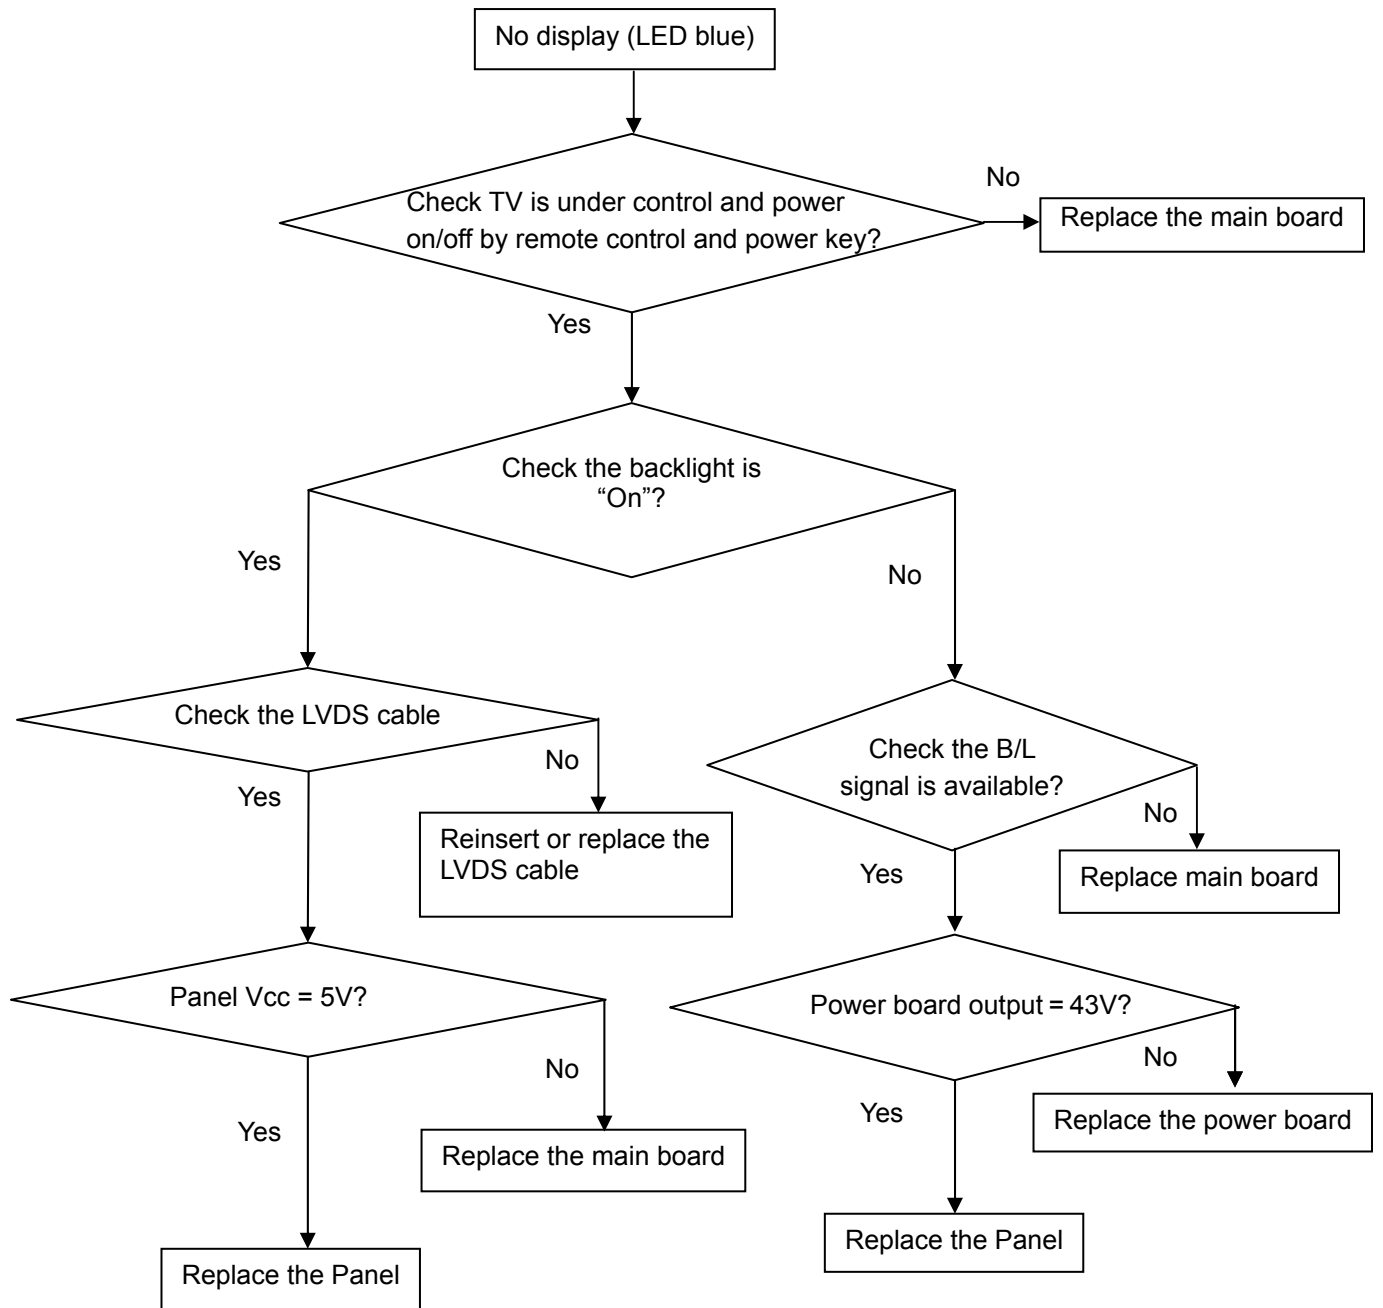 No display (LED blue)
Check TV is under control and power
on/off by remote control and power key?
No
Replace the main board
Yes
Check the backlight is
“On”?
Yes
No
Check the LVDS cable
No
Yes
Reinsert or replace the
LVDS cable
Check the B/L
signal is available?
No
Yes
Replace main board
Panel Vcc = 5V?
No
Yes
Replace the main board
Replace the Panel
Power board output = 43V?
No
Yes
Replace the power board
Replace the Panel